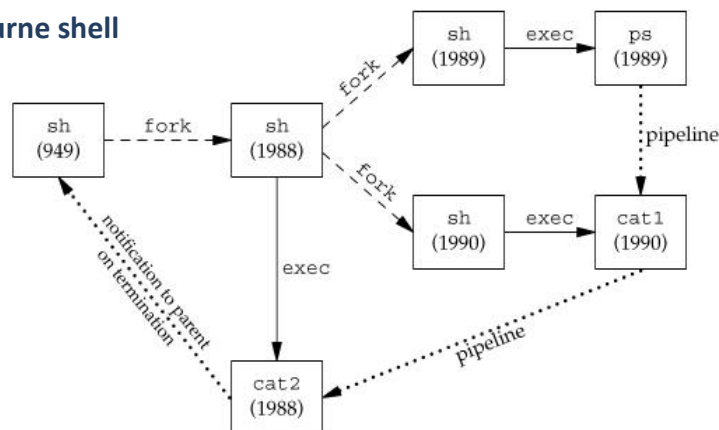 urne shell
sh
(1989)
exec
ps
(1989)
fork
sh
(949)
fork
sh
(1988)
pipeline
fork
sh
(1990)
exec
cat1
(1990)
notification to parent
on termination
exec
pipeline
cat2
(1988)